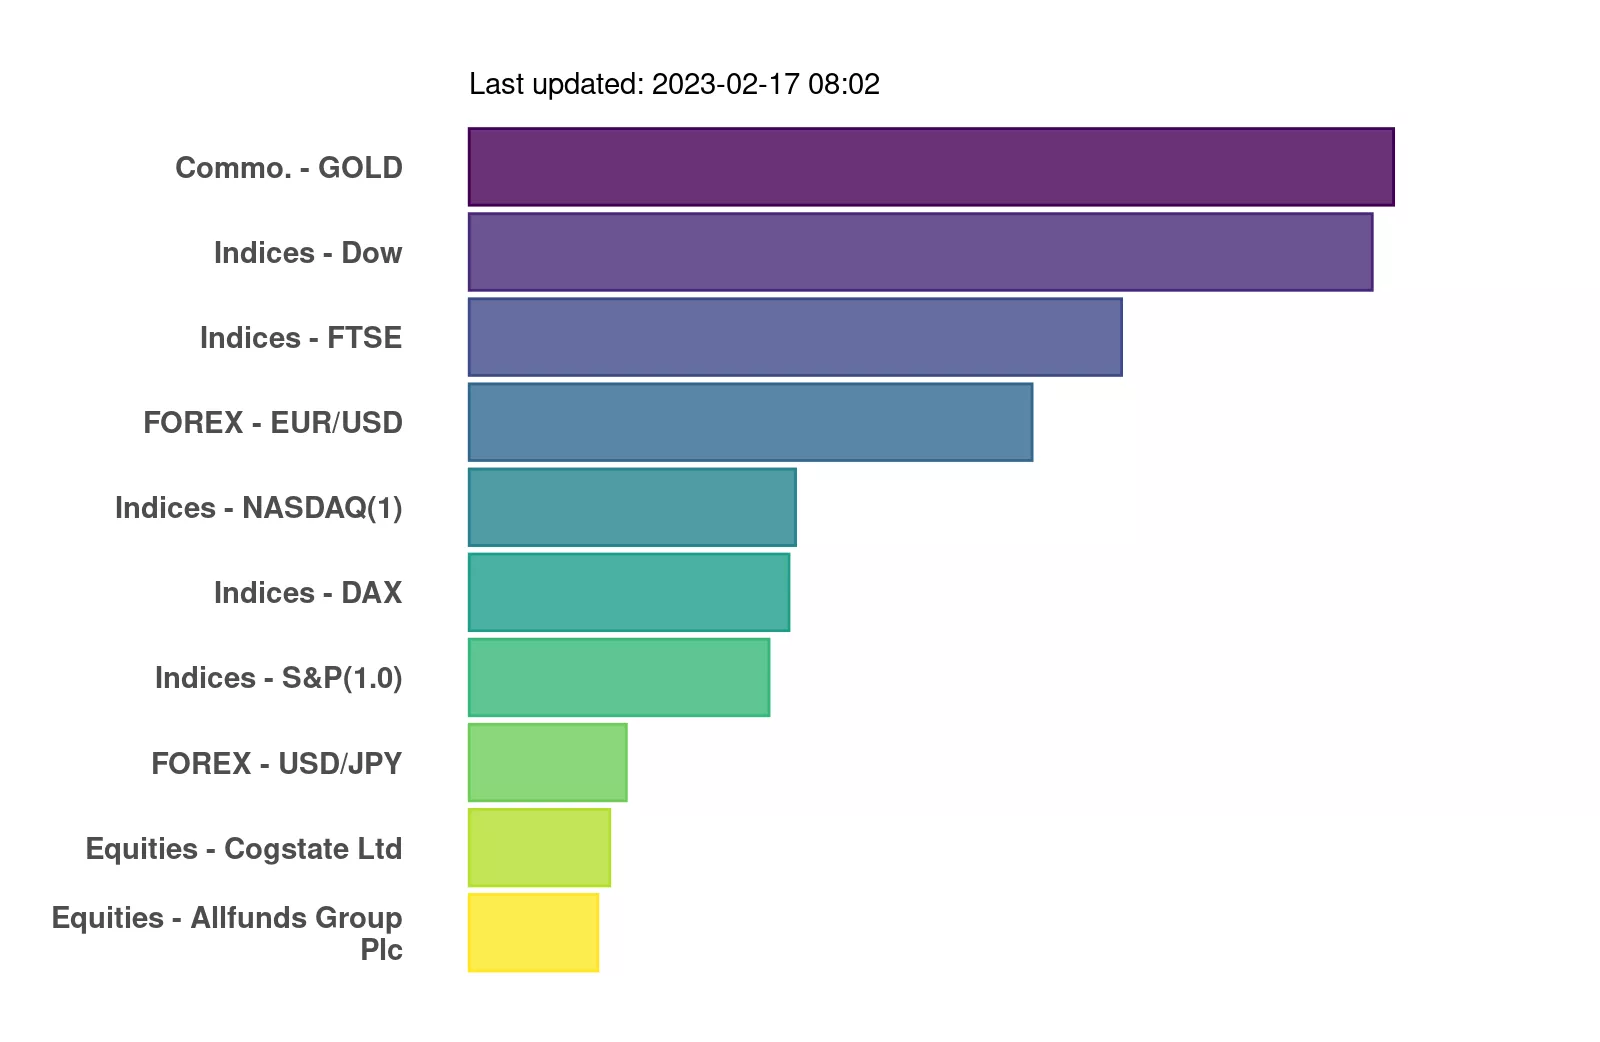 Last updated: 2023-02-17 08:02
Commo. - GOLD
Indices - Dow
Indices - FTSE
FOREX - EUR/USD
Indices - NASDAQ(1)
Indices - DAX
Indices - S&P(1.0)
FOREX - USD/JPY
Equities - Cogstate Ltd
Equities - Allfunds Group
Plc